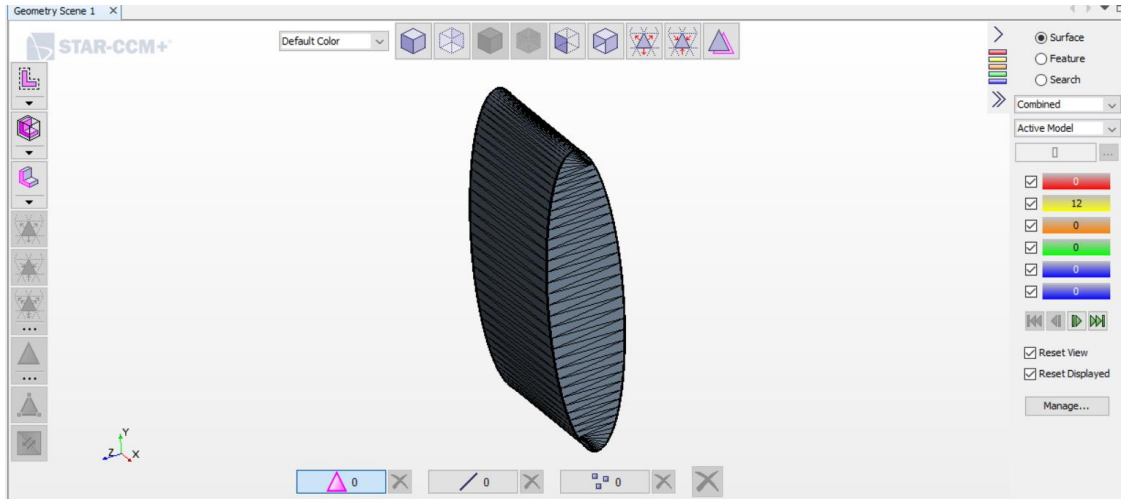 Geometry Scene 1
STAR-CCM+
Default Color
Surface
Feature
Search
Combined
Active Model
0
12
0
0
0
0
Reset View
Reset Displayed
Manage...
Y
Z
X
0
0
0